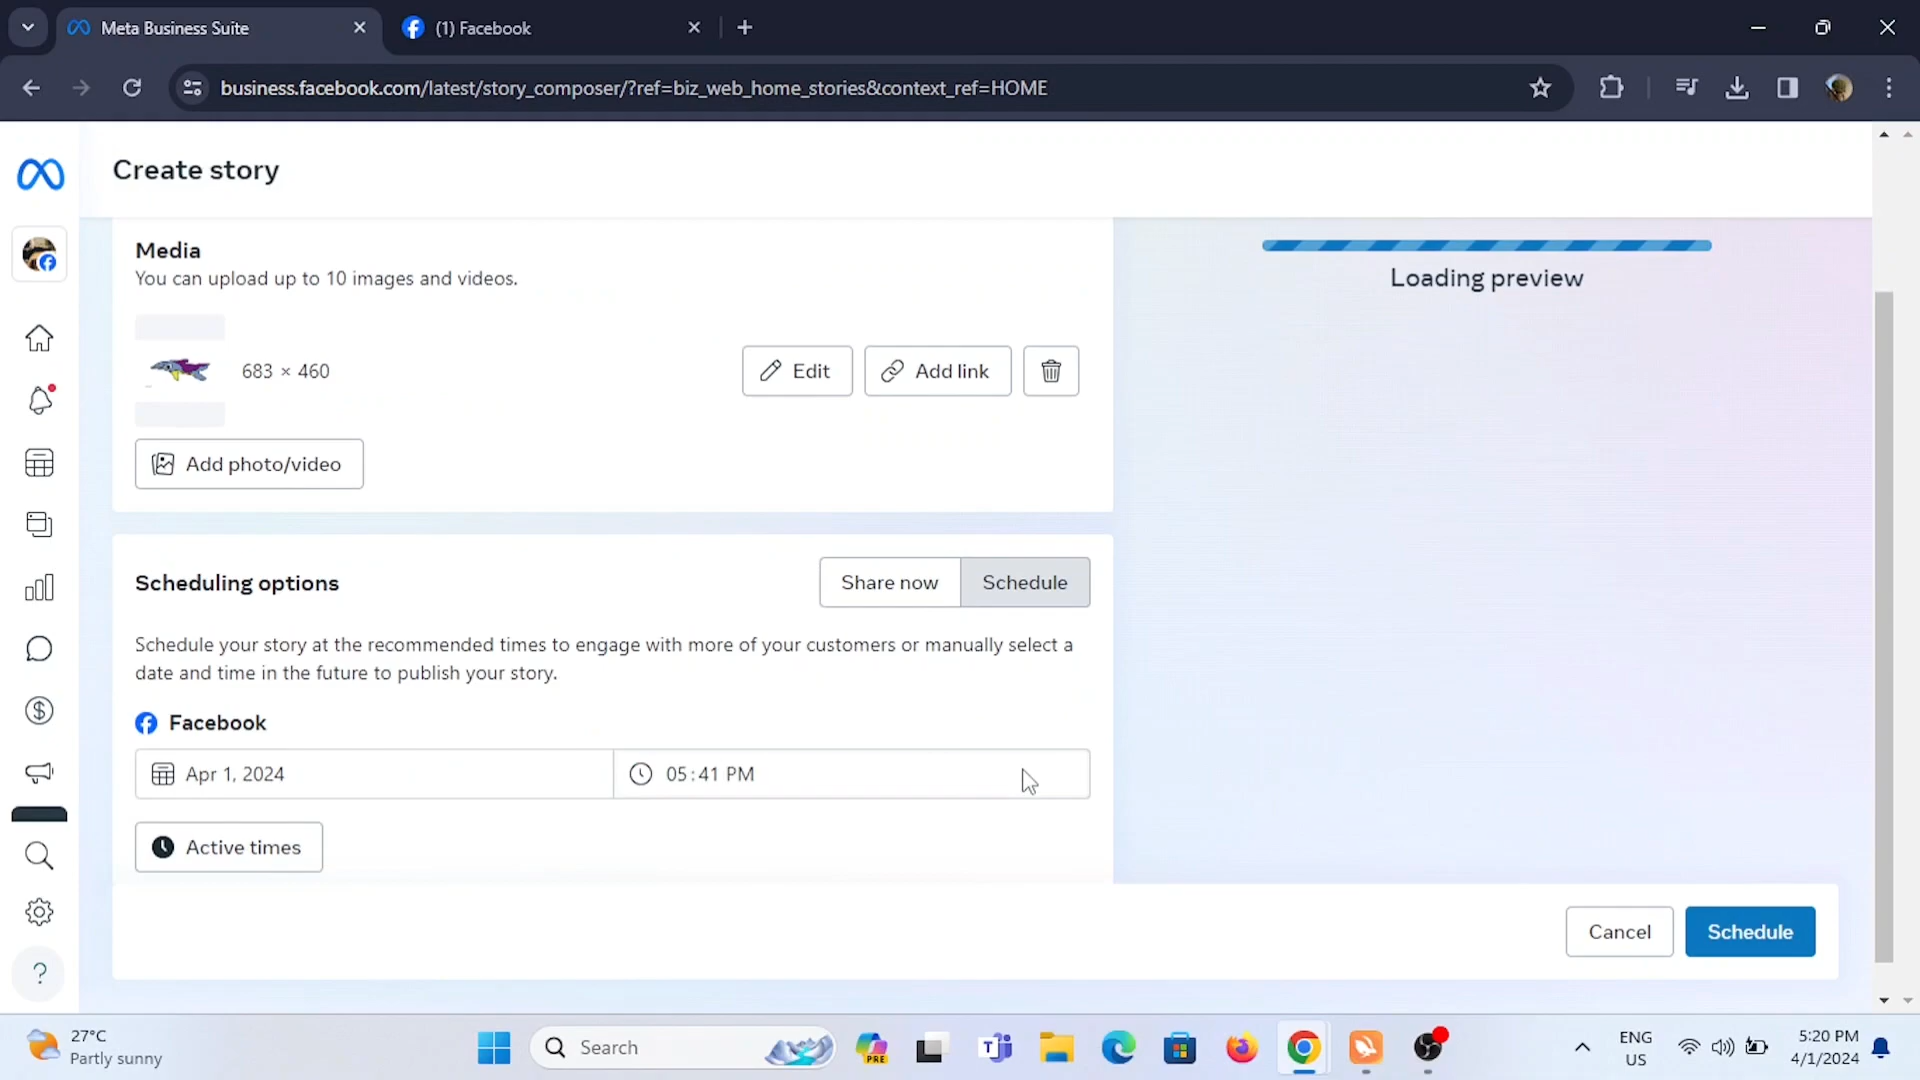 Meta Business Suite
(1) Facebook
business.facebook.com/latest/story_composer/?ref=biz_web_home_stories&context_ref=HOME
Create story
Media
You can upload up to 10 images and videos.
683 × 460
Edit
Add link
Add photo/video
Loading preview
Scheduling options
Share now
Schedule
Schedule your story at the recommended times to engage with more of your customers or manually select a
date and time in the future to publish your story.
Facebook
Apr 1, 2024
05:41 PM
Active times
Cancel
Schedule
?
27°C
Partly sunny
Search
PRE
T
ENG
US
5:20 PM
4/1/2024